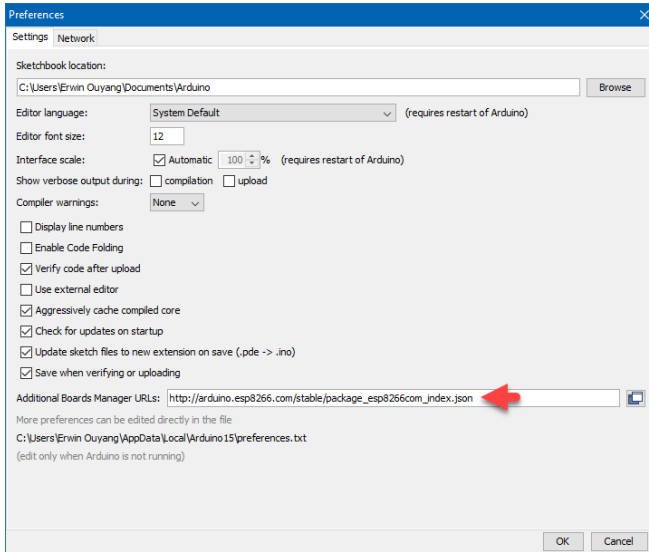 Preferences
Settings Network
Sketchbook location:
C:\Users\Erwin Ouyang\Documents\Arduino Browse
Editor language: System Default (requires restart of Arduino)
Editor font size: 12
Interface scale: Automatic 100 % (requires restart of Arduino)
Show verbose output during: compilation upload
Compiler warnings: None
Display line numbers
Enable Code Folding
Verify code after upload
Use external editor
Aggressively cache compiled core
Check for updates on startup
Update sketch files to new extension on save (.pde -> .ino)
Save when verifying or uploading
Additional Boards Manager URLs: http://arduino.esp8266.com/stable/package_esp8266com_index.json
More preferences can be edited directly in the file
C:\Users\Erwin Ouyang\AppData\Local\Arduino15\preferences.txt
(edit only when Arduino is not running)
OK Cancel